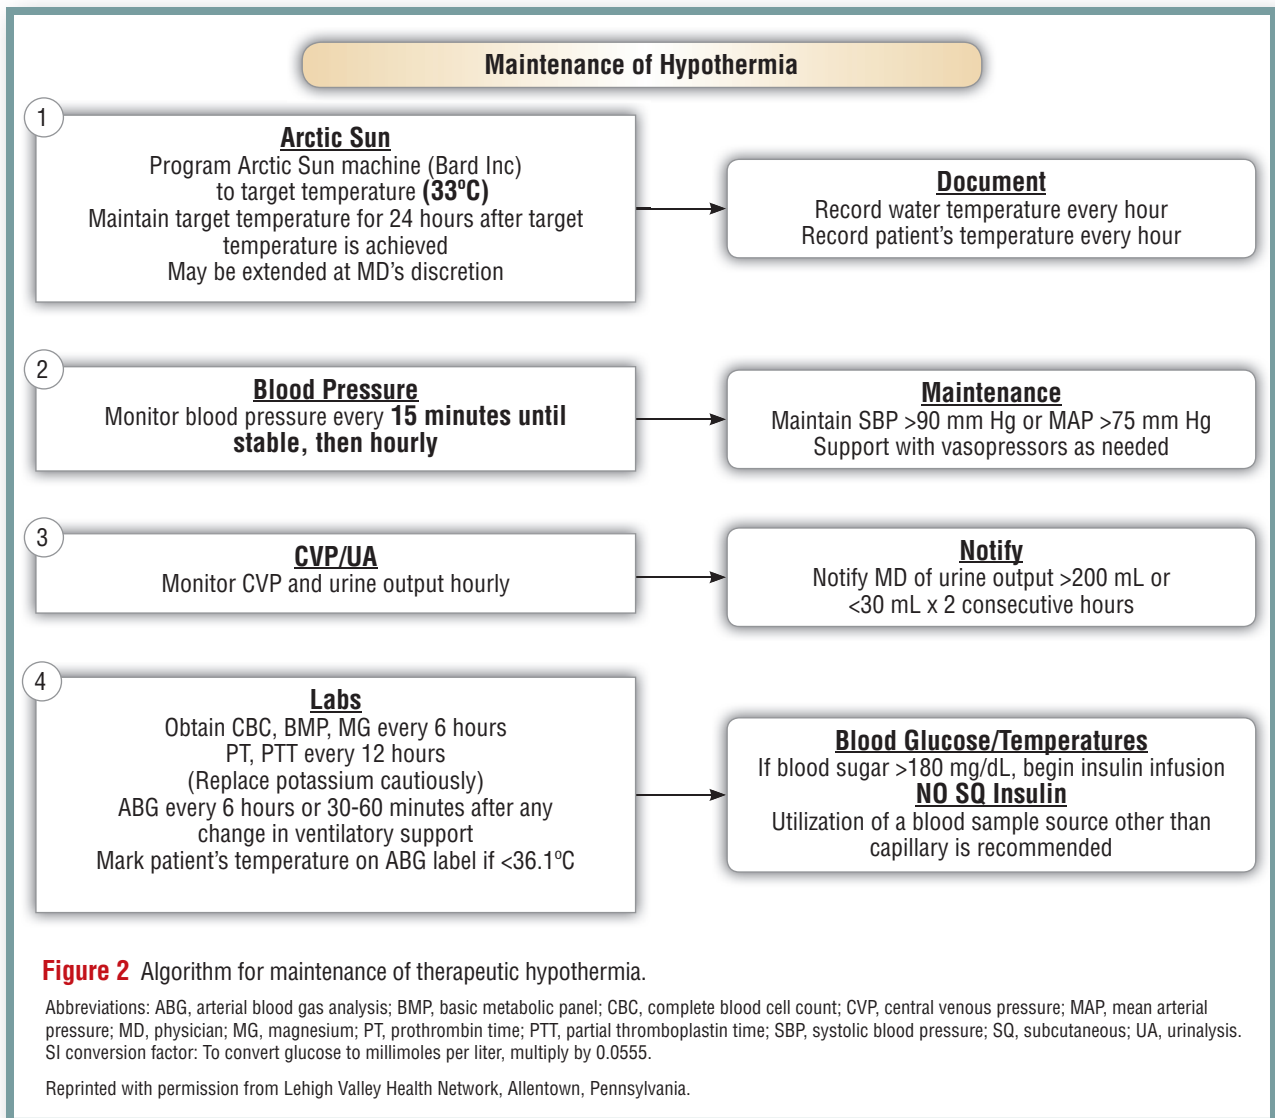 Maintenance of Hypothermia
1
Arctic Sun
Program Arctic Sun machine (Bard Inc)
to target temperature (33ºC)
Maintain target temperature for 24 hours after target
temperature is achieved
May be extended at MD’s discretion
Document
Record water temperature every hour
Record patient’s temperature every hour
2
Blood Pressure
Monitor blood pressure every 15 minutes until
stable, then hourly
Maintenance
Maintain SBP >90 mm Hg or MAP >75 mm Hg
Support with vasopressors as needed
3
CVP/UA
Monitor CVP and urine output hourly
Notify
Notify MD of urine output >200 mL or
<30 mL x 2 consecutive hours
4
Labs
Obtain CBC, BMP, MG every 6 hours
PT, PTT every 12 hours
(Replace potassium cautiously)
ABG every 6 hours or 30-60 minutes after any
change in ventilatory support
Mark patient’s temperature on ABG label if <36.1ºC
Blood Glucose/Temperatures
If blood sugar >180 mg/dL, begin insulin infusion
NO SQ Insulin
Utilization of a blood sample source other than
capillary is recommended
Figure 2 Algorithm for maintenance of therapeutic hypothermia.
Abbreviations: ABG, arterial blood gas analysis; BMP, basic metabolic panel; CBC, complete blood cell count; CVP, central venous pressure; MAP, mean arterial
pressure; MD, physician; MG, magnesium; PT, prothrombin time; PTT, partial thromboplastin time; SBP, systolic blood pressure; SQ, subcutaneous; UA, urinalysis.
SI conversion factor: To convert glucose to millimoles per liter, multiply by 0.0555.
Reprinted with permission from Lehigh Valley Health Network, Allentown, Pennsylvania.